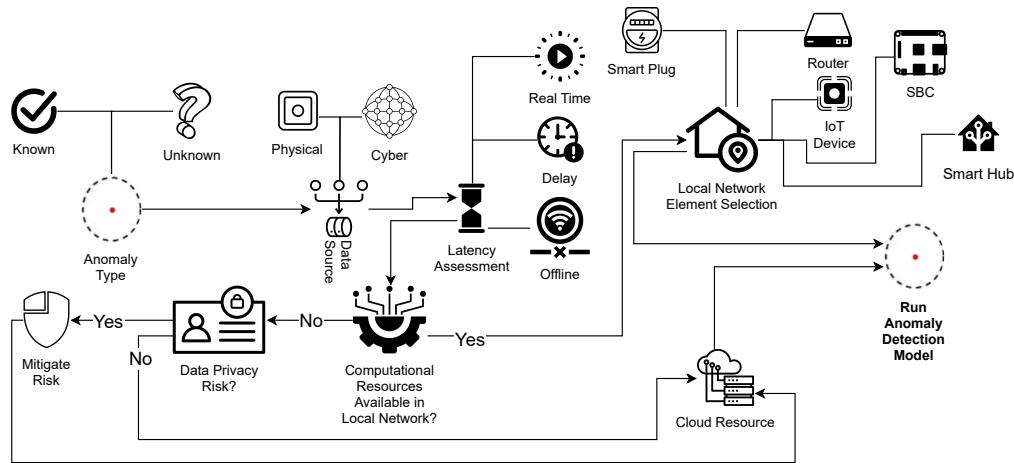 Known
Unknown
Anomaly
Type
Physical
Cyber
Data
Source
Real Time
Delay
Offline
Latency
Assessment
Smart Plug
Router
SBC
IoT
Device
Smart Hub
Local Network
Element Selection
Run
Anomaly
Detection
Model
Yes
Mitigate
Risk
No
Data Privacy
Risk?
No
Computational
Resources
Available in
Local Network?
Yes
Cloud Resource